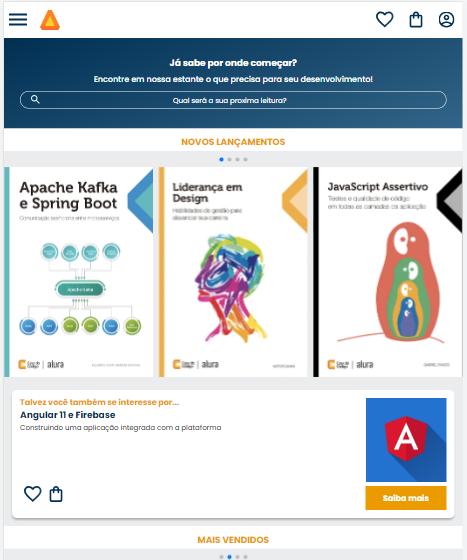 Já sabe por onde começar?
Encontre em nossa estante o que precisa para seu desenvolvimento!
Qual será a sua proxima leitura?
NOVOS LANÇAMENTOS
Apache Kafka
e Spring Boot
Comunicação assíncrona entre microsserviços
Apache Kafka
Casa do
Código
alura
Liderança em
Design
Habilidades de gestão para
alavancar sua carreira
Casa do
Código
alura
JavaScript Assertivo
Testes e qualidade de código
em todas as camadas da aplicação
Casa do
Código
alura
Talvez você também se interesse por...
Angular 11 e Firebase
Construindo uma aplicação integrada com a plataforma
A
Saiba mais
MAIS VENDIDOS